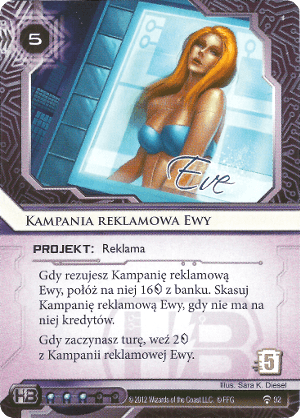 5
Eve
Kampania reklamowa Ewy
PROJEKT: Reklama
Gdy rezujesz Kampanię reklamową
Ewy, połóż na niej 16 z banku. Skasuj
Kampanię reklamową Ewy, gdy nie ma na
niej kredytów.
Gdy zaczynasz turę, weź 2
z Kampanii reklamowej Ewy.
5
Illus. Sara K. Diesel
HB
© 2012 Wizards of the Coast LLC. ©FFG
92